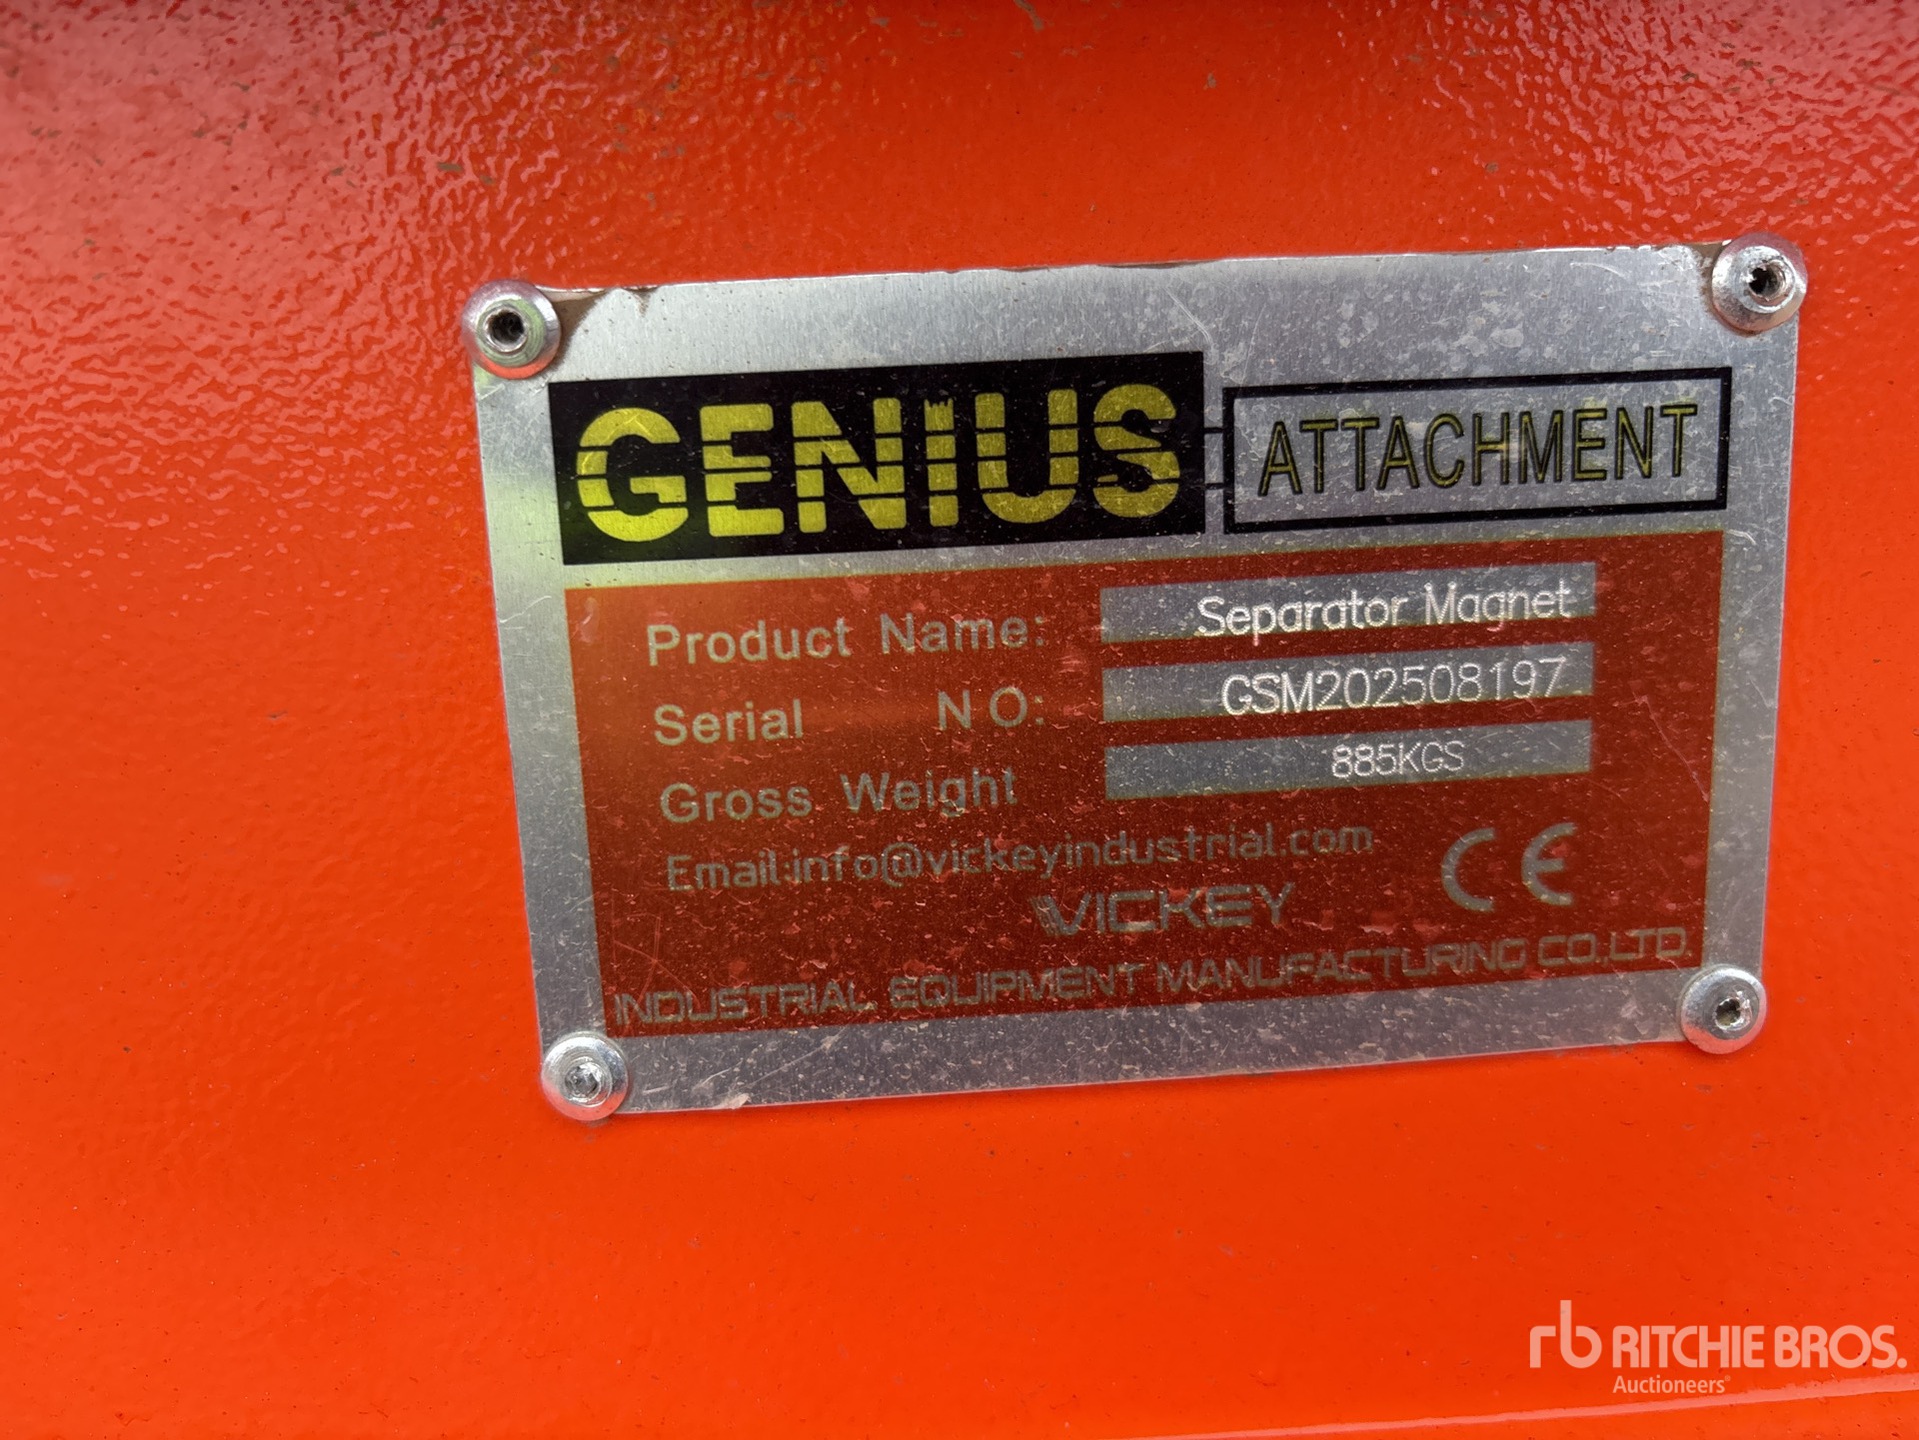 GENIUS ATTACHMENT
Product Name: Separator Magnet
Serial NO: GSM202508197
Gross Weight 885KGS
Email:info@vickeyindustrial.com
CE
VICKEY
INDUSTRIAL EQUIPMENT MANUFACTURING CO.,LTD.
rb RITCHIE BROS.
Auctioneers®